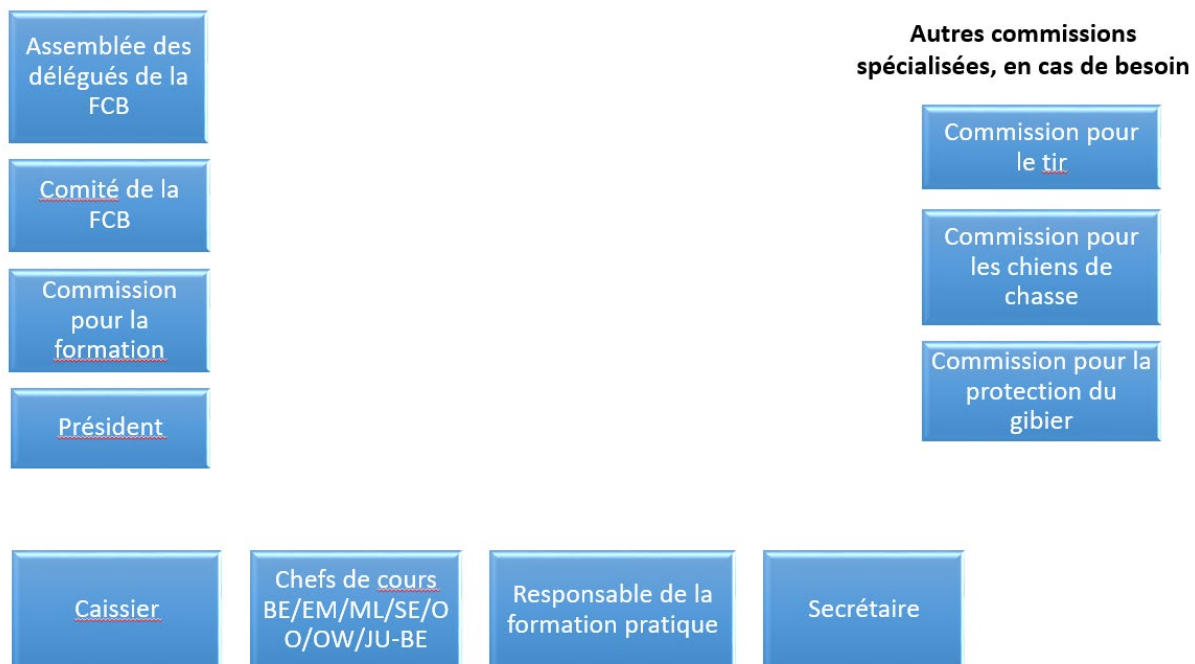 Assemblée des
délégués de la
FCB
Comité de la
FCB
Commission
pour la
formation
Président
Autres commissions
spécialisées, en cas de besoin
Commission pour
le tir
Commission pour
les chiens de
chasse
Commission pour la
protection du
gibier
Caissier
Chefs de cours
BE/EM/ML/SE/O
O/OW/JU-BE
Responsable de la
formation pratique
Secrétaire